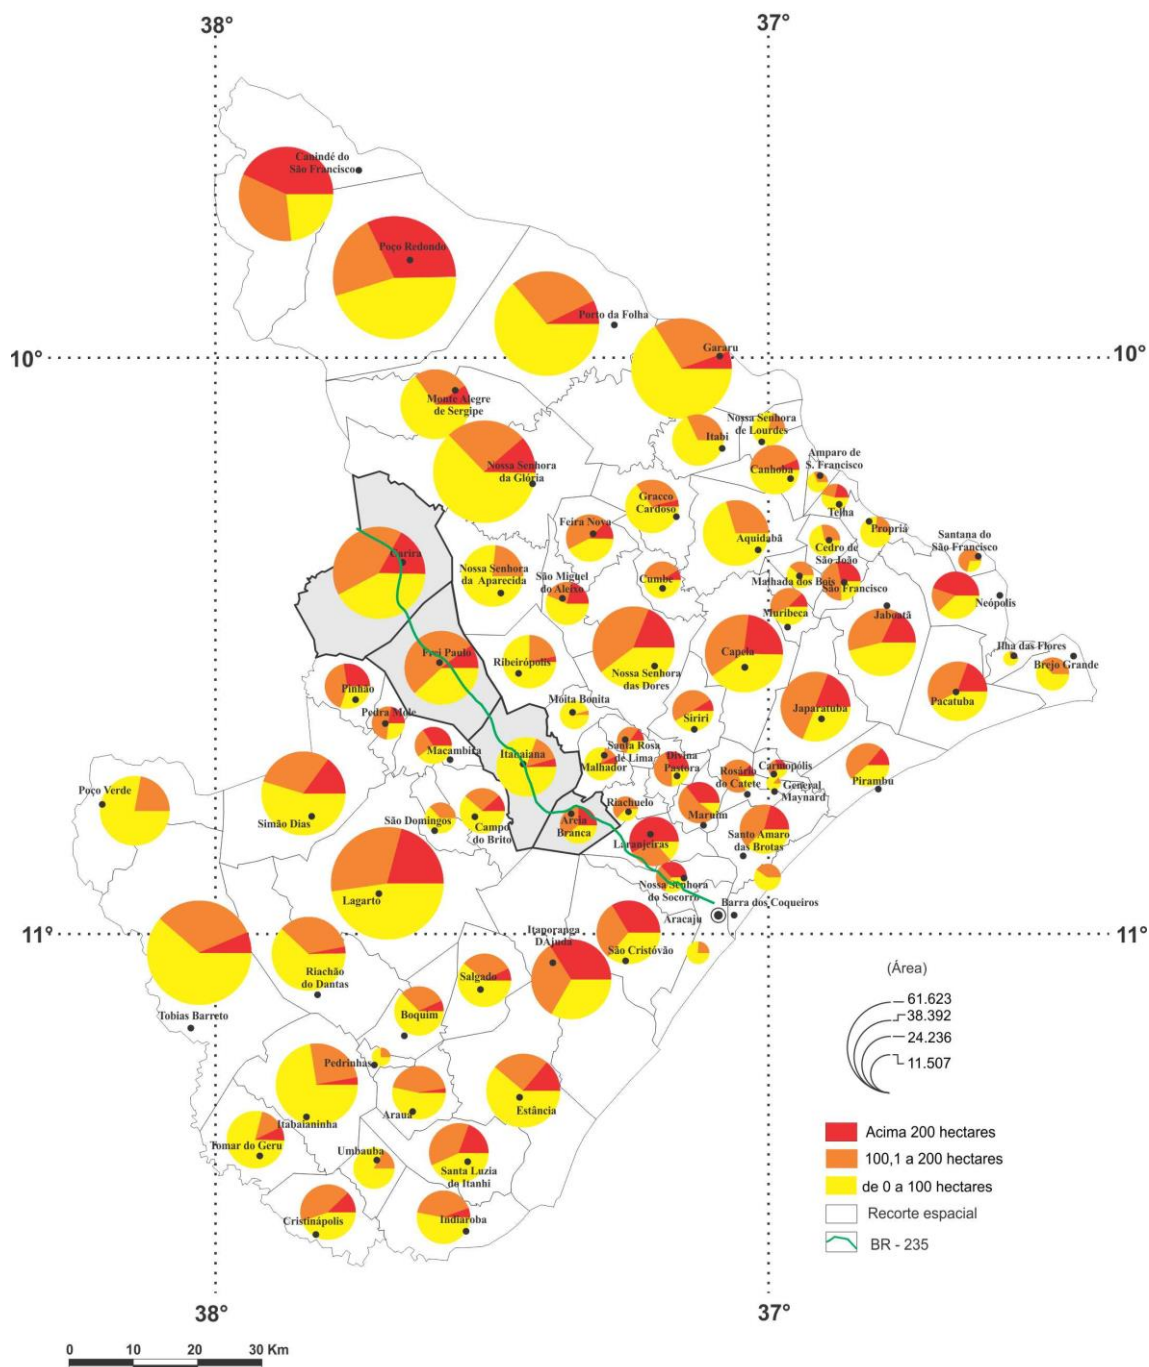 38°
37°
Canindé do
São Francisco
Poço Redondo
Porto da Folha
10°
10°
Gararu
Monte Alegre
de Sergipe
Nossa Senhora
de Lourdes
Itabi
Nossa Senhora
da Glória
Canhoba
Amparo de
S. Francisco
Telha
Gracco
Cardoso
Feira Nova
Aquidabã
Propriá
Cedro de
São João
Santana do
São Francisco
Carira
Nossa Senhora
da Aparecida
São Miguel
do Aleixo
Cumbe
Malhada dos Bois
São Francisco
Neópolis
Muribeca
Jaboatã
Ilha das Flores
Brejo Grande
Frei Paulo
Ribeirópolis
Nossa Senhora
das Dores
Capela
Pacatuba
Pinhão
Pedra Mole
Moita Bonita
Siriri
Japaratuba
Macambira
Itabaiana
Santa Rosa
de Lima
Malhador
Divina
Pastora
Rosário
do Catete
Carmópolis
General
Maynard
Pirambu
Poço Verde
Simão Dias
São Domingos
Campo
do Brito
Areia
Branca
Riachuelo
Maruim
Laranjeiras
Santo Amaro
das Brotas
Lagarto
Nossa Senhora
do Socorro
Barra dos Coqueiros
Aracaju
11°
11°
Itaporanga
DAjuda
São Cristóvão
Riachão
do Dantas
Salgado
Tobias Barreto
Boquim
Pedrinhas
Arauá
Estância
Itabaianinha
Tomar do Geru
Umbauba
Santa Luzia
do Itanhi
Cristinápolis
Indiaroba
(Área)
61.623
38.392
24.236
11.507
Acima 200 hectares
100,1 a 200 hectares
de 0 a 100 hectares
Recorte espacial
BR - 235
38°
37°
0 10 20 30 Km